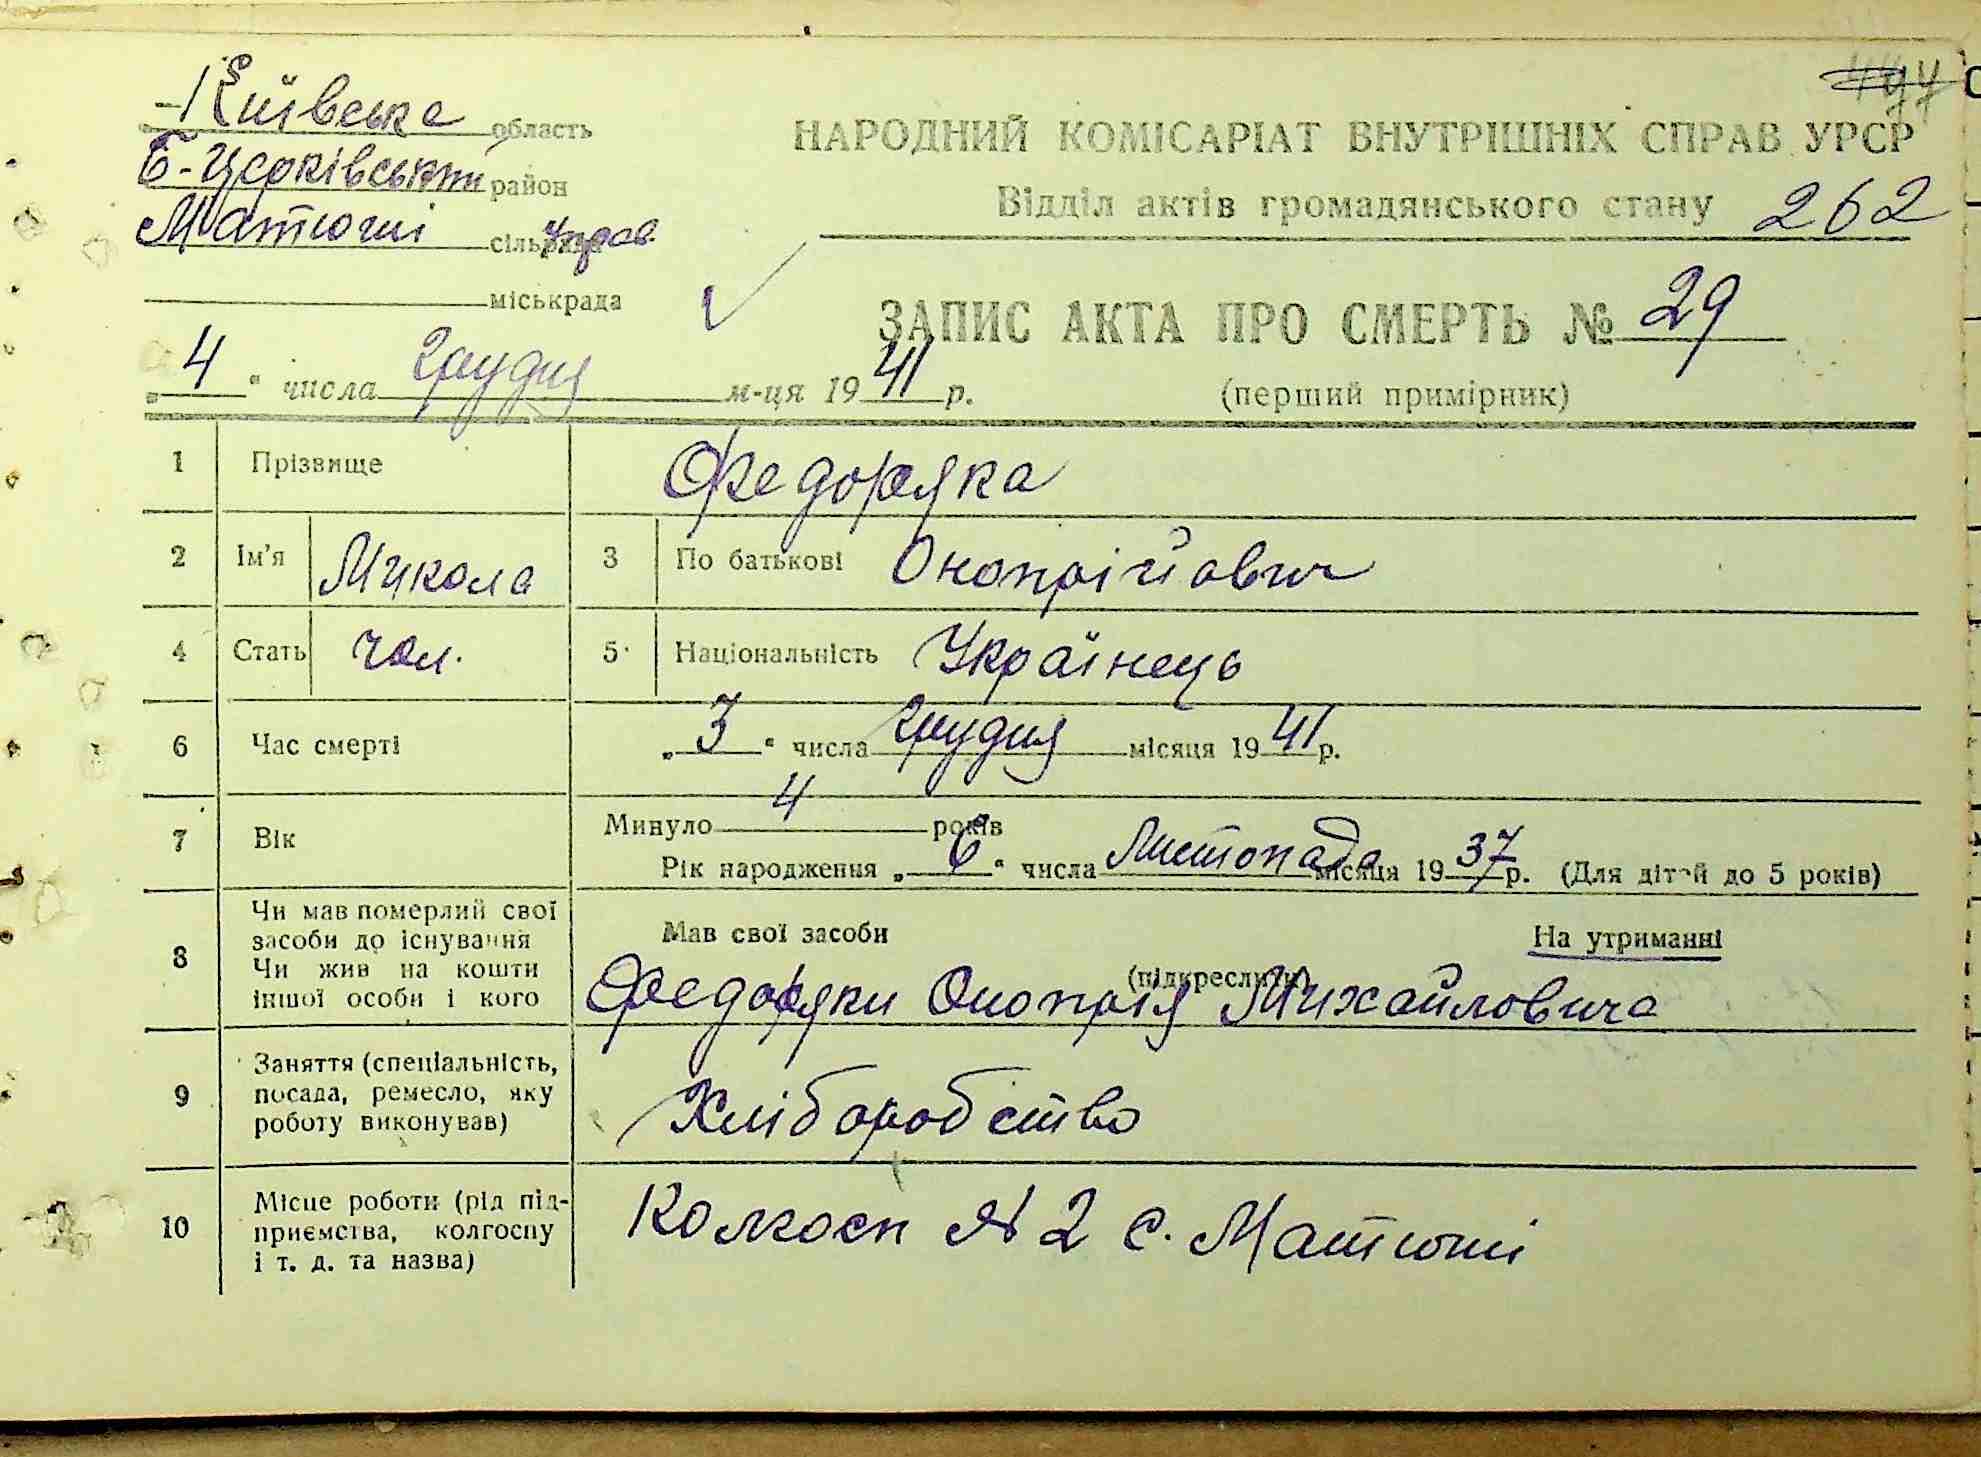 Київська область
Б-Церківський район
Матюші сільрада Управ.
міськрада
НАРОДНИЙ КОМІСАРІАТ ВНУТРІШНІХ СПРАВ УРСР
Відділ актів громадянського стану 262
ЗАПИС АКТА ПРО СМЕРТЬ № 29
(перший примірник)
„4“ числа грудня м-ця 1941 р.
1 Прізвище Федоряка
2 Ім'я Микола 3 По батькові Онопрійович
4 Стать чол. 5 Національність Українець
6 Час смерті „3“ числа грудня місяця 1941 р.
7 Вік Минуло 4 років
Рік народження „6“ числа Листопада місяця 1937 р. (Для дітей до 5 років)
8 Чи мав померлий свої засоби до існування Чи жив на кошти іншої особи і кого
Мав свої засоби На утриманні
(підкреслити)
Федоряки Онопрія Михайловича
9 Заняття (спеціальність, посада, ремесло, яку роботу виконував) Хліборобство
10 Місце роботи (рід підприємства, колгоспу і т. д. та назва) Колгосп № 2 с. Матюші